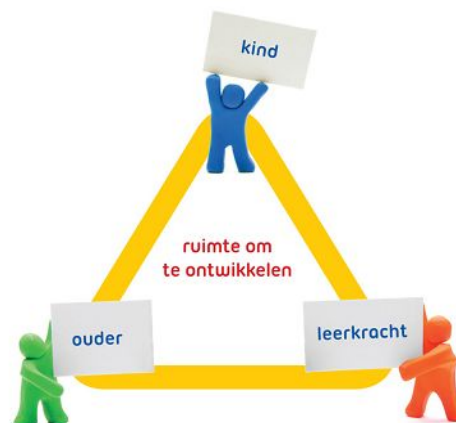 kind
ruimte om
te ontwikkelen
ouder
leerkracht